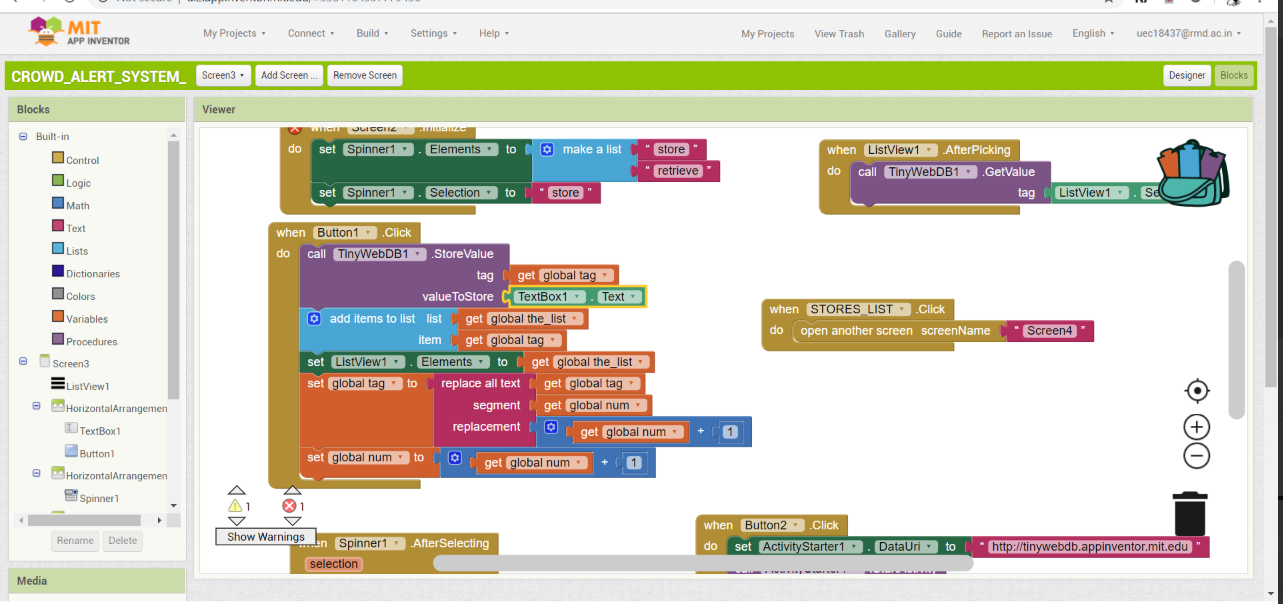 MIT
APP INVENTOR
My Projects Connect Build Settings Help My Projects View Trash Gallery Guide Report an Issue English uec18437@rmd.ac.in
CROWD_ALERT_SYSTEM_ Screen3 Add Screen ... Remove Screen Designer Blocks
Blocks
Viewer
Built-in
Control
Logic
Math
Text
Lists
Dictionaries
Colors
Variables
Procedures
Screen3
ListView1
HorizontalArrangemen
TextBox1
Button1
HorizontalArrangemen
Spinner1
Rename Delete
Media
when Screen2 .Initialize
do set Spinner1 . Elements to make a list " store "
" retrieve "
set Spinner1 . Selection to " store "
when ListView1 .AfterPicking
do call TinyWebDB1 .GetValue
tag ListView1 . Se
when Button1 .Click
do call TinyWebDB1 .StoreValue
tag get global tag
valueToStore TextBox1 . Text
add items to list list get global the_list
item get global tag
set ListView1 . Elements to get global the_list
set global tag to replace all text get global tag
segment get global num
replacement get global num + 1
set global num to get global num + 1
when STORES_LIST .Click
do open another screen screenName " Screen4 "
1 1
Show Warnings
when Spinner1 .AfterSelecting
selection
when Button2 .Click
do set ActivityStarter1 . DataUri to " http://tinywebdb.appinventor.mit.edu "